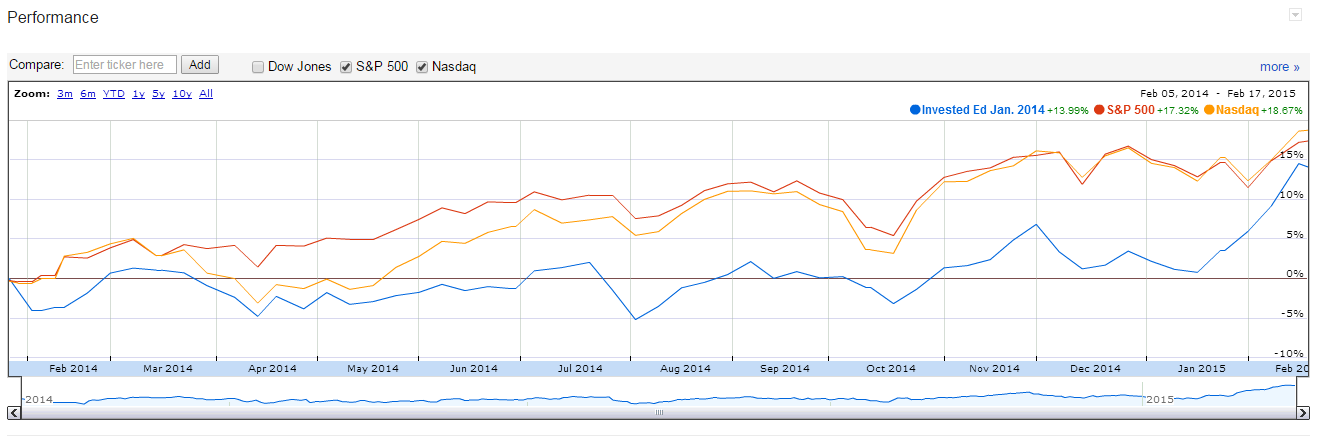 Performance
Compare: Enter ticker here Add Dow Jones S&P 500 Nasdaq more »
Zoom: 3m 6m YTD 1y 5y 10y All Feb 05, 2014 - Feb 17, 2015
Invested Ed Jan. 2014 +13.99% S&P 500 +17.32% Nasdaq +18.67%
15%
10%
5%
0%
-5%
-10%
Feb 2014 Mar 2014 Apr 2014 May 2014 Jun 2014 Jul 2014 Aug 2014 Sep 2014 Oct 2014 Nov 2014 Dec 2014 Jan 2015 Feb 20
2014 2015